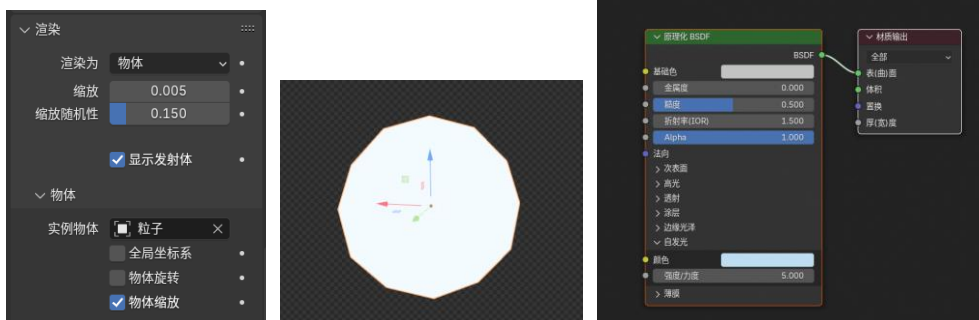 渲染
渲染为 物体
缩放 0.005
缩放随机性 0.150
显示发射体
物体
实例物体 粒子
全局坐标系
物体旋转
物体缩放
原理化 BSDF
BSDF
基础色
金属度 0.000
糙度 0.500
折射率(IOR) 1.500
Alpha 1.000
法向
次表面
高光
透射
涂层
边缘光泽
自发光
颜色
强度/力度 5.000
薄膜
材质输出
全部
表(曲)面
体积
置换
厚(宽)度